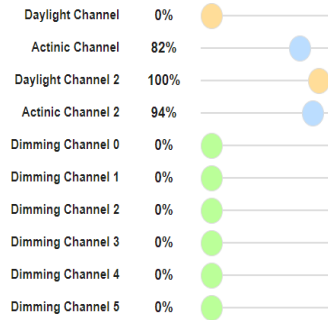 Daylight Channel 0%
Actinic Channel 82%
Daylight Channel 2 100%
Actinic Channel 2 94%
Dimming Channel 0 0%
Dimming Channel 1 0%
Dimming Channel 2 0%
Dimming Channel 3 0%
Dimming Channel 4 0%
Dimming Channel 5 0%